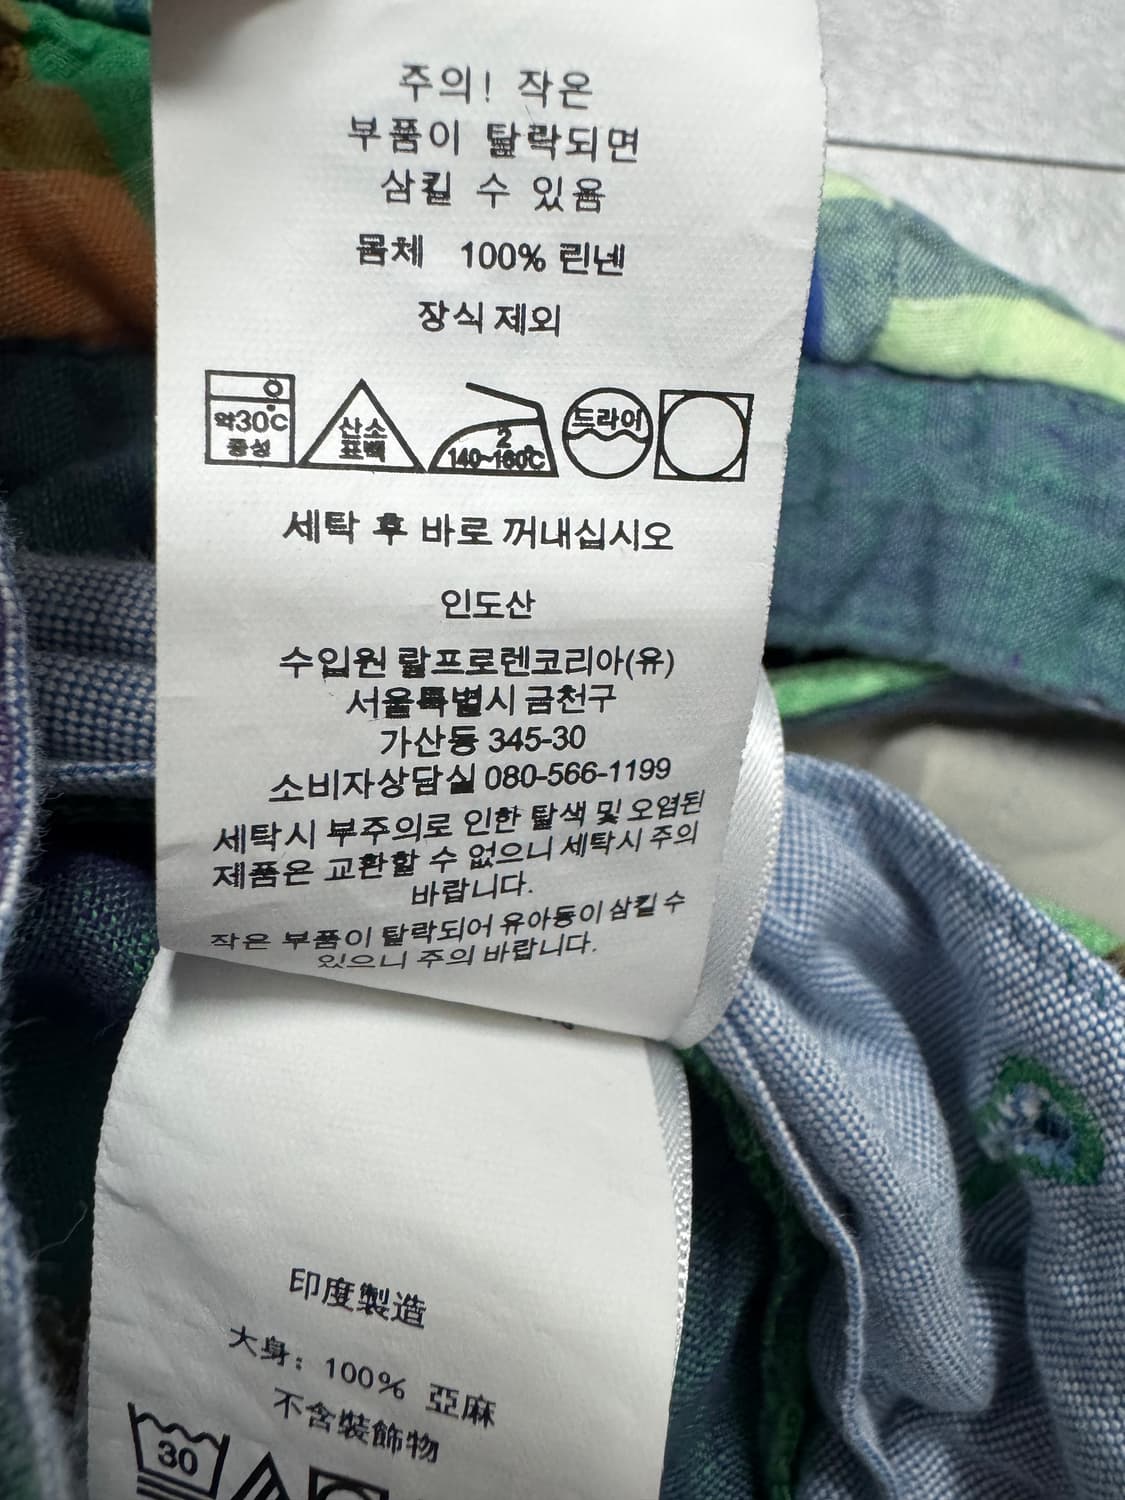 주의! 작은
부품이 탈락되면
삼킬 수 있음
몸체 100% 린넨
장식 제외
약30°C
중성
산소
표백
2
140~160°C
드라이
세탁 후 바로 꺼내십시오
인도산
수입원 랄프로렌코리아(유)
서울특별시 금천구
가산동 345-30
소비자상담실 080-566-1199
세탁시 부주의로 인한 탈색 및 오염된
제품은 교환할 수 없으니 세탁시 주의
바랍니다.
작은 부품이 탈락되어 유아동이 삼킬 수
있으니 주의 바랍니다.
印度製造
大身: 100% 亞麻
不含裝飾物
30